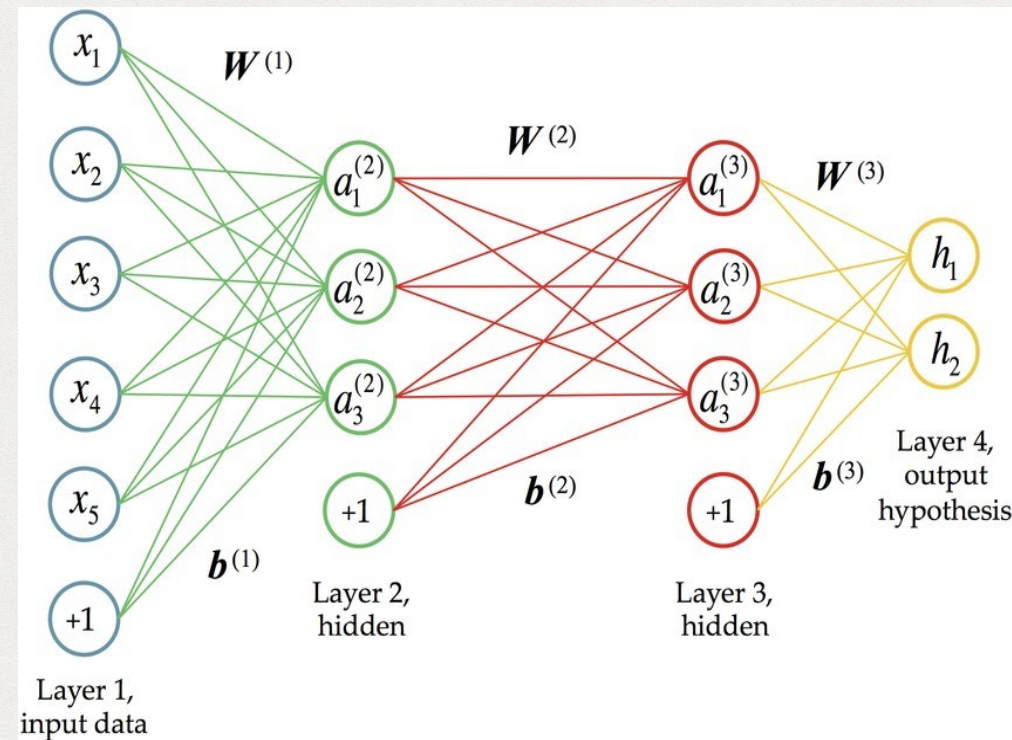 x₁
W⁽¹⁾
x₂
x₃
x₄
x₅
+1
b⁽¹⁾
Layer 1,
input data
a₁⁽²⁾
a₂⁽²⁾
a₃⁽²⁾
+1
Layer 2,
hidden
W⁽²⁾
b⁽²⁾
a₁⁽³⁾
a₂⁽³⁾
a₃⁽³⁾
+1
Layer 3,
hidden
W⁽³⁾
b⁽³⁾
h₁
h₂
Layer 4,
output
hypothesis